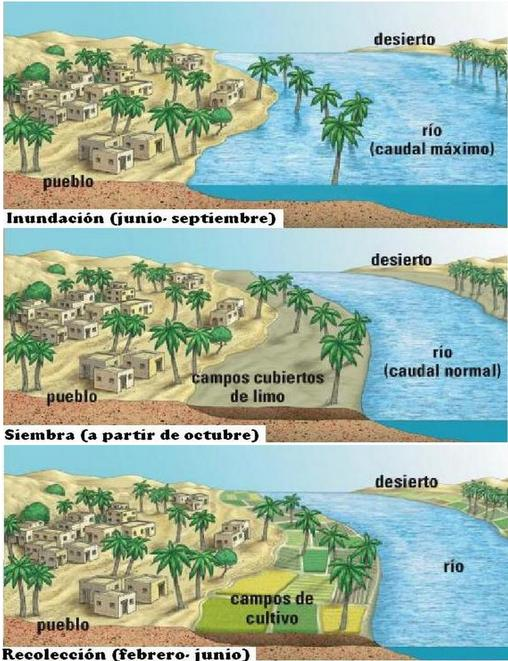 desierto
río
(caudal máximo)
pueblo
Inundación (junio- septiembre)
desierto
río
(caudal normal)
campos cubiertos
de limo
pueblo
Siembra (a partir de octubre)
desierto
río
campos de
cultivo
pueblo
Recolección (febrero- junio)